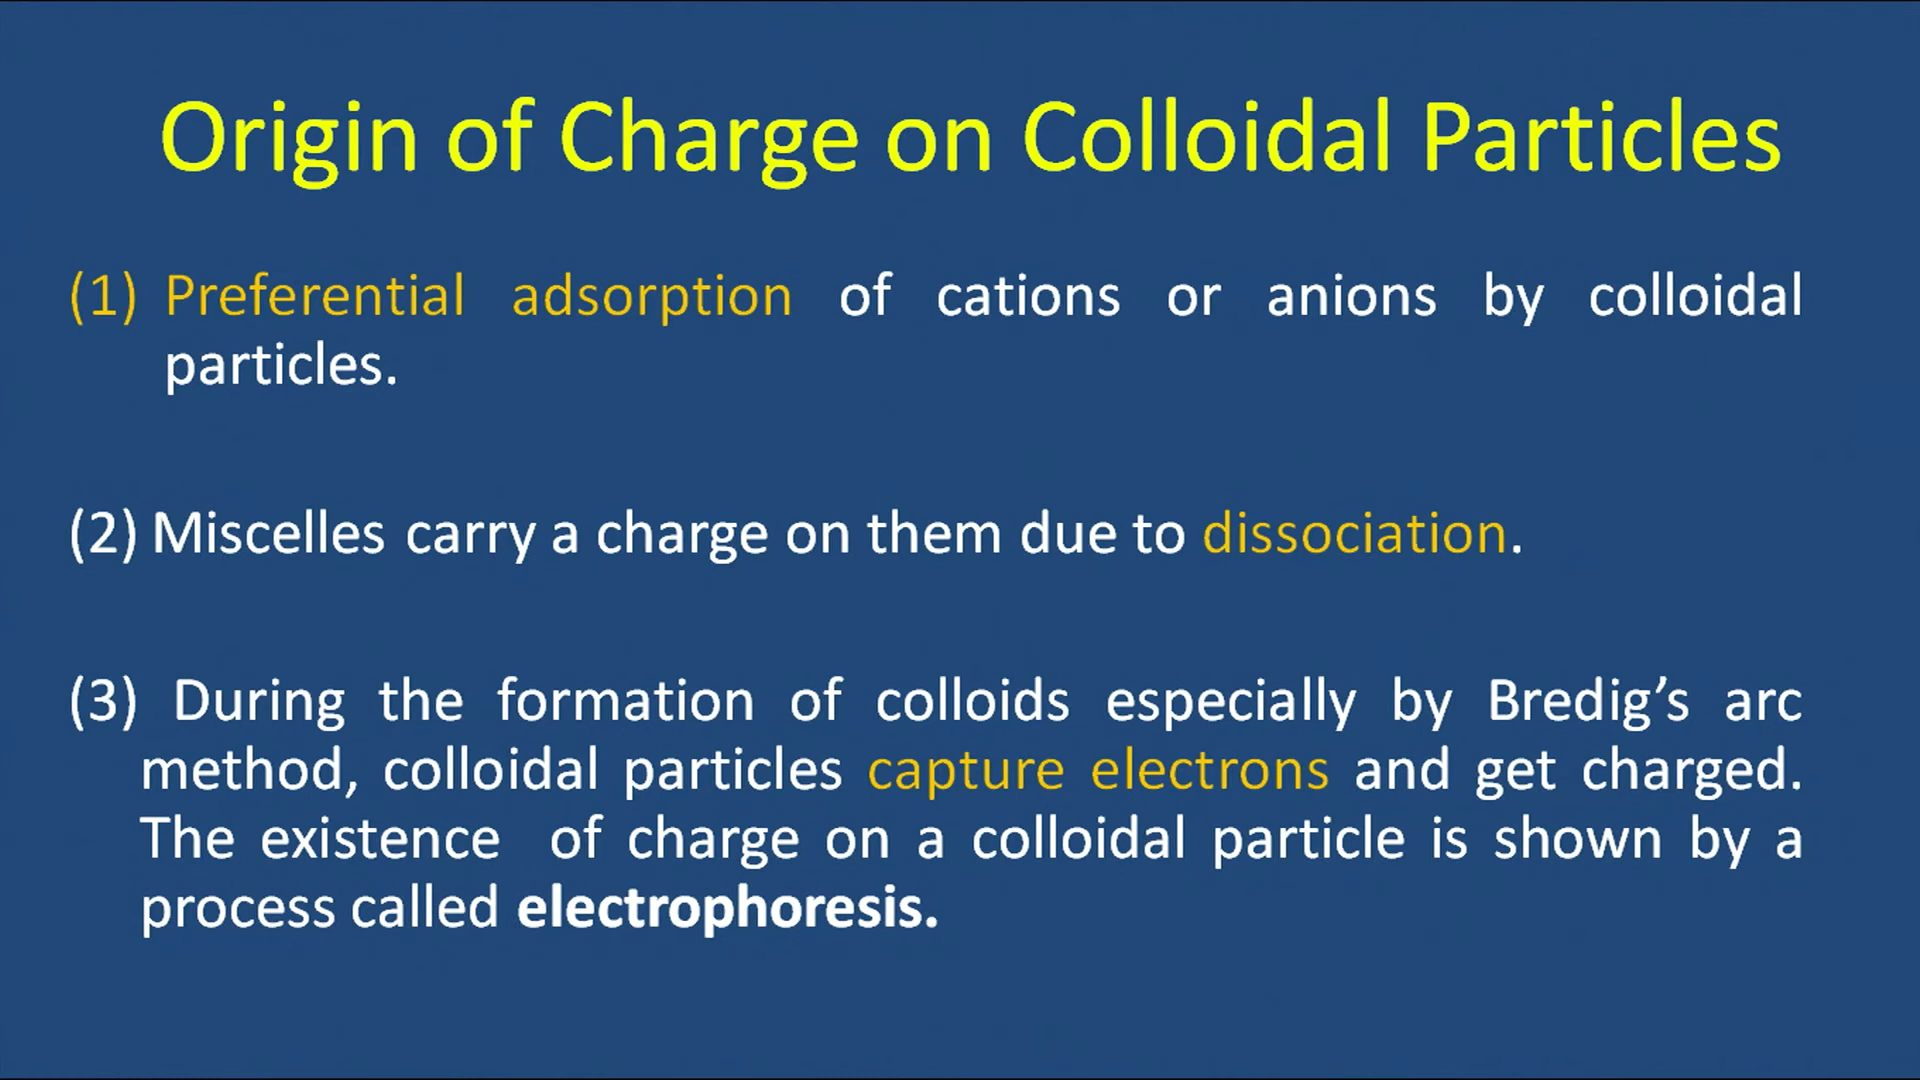 Origin of Charge on Colloidal Particles
(1) Preferential adsorption of cations or anions by colloidal
particles.
(2) Miscelles carry a charge on them due to dissociation.
(3) During the formation of colloids especially by Bredig’s arc
method, colloidal particles capture electrons and get charged.
The existence of charge on a colloidal particle is shown by a
process called electrophoresis.